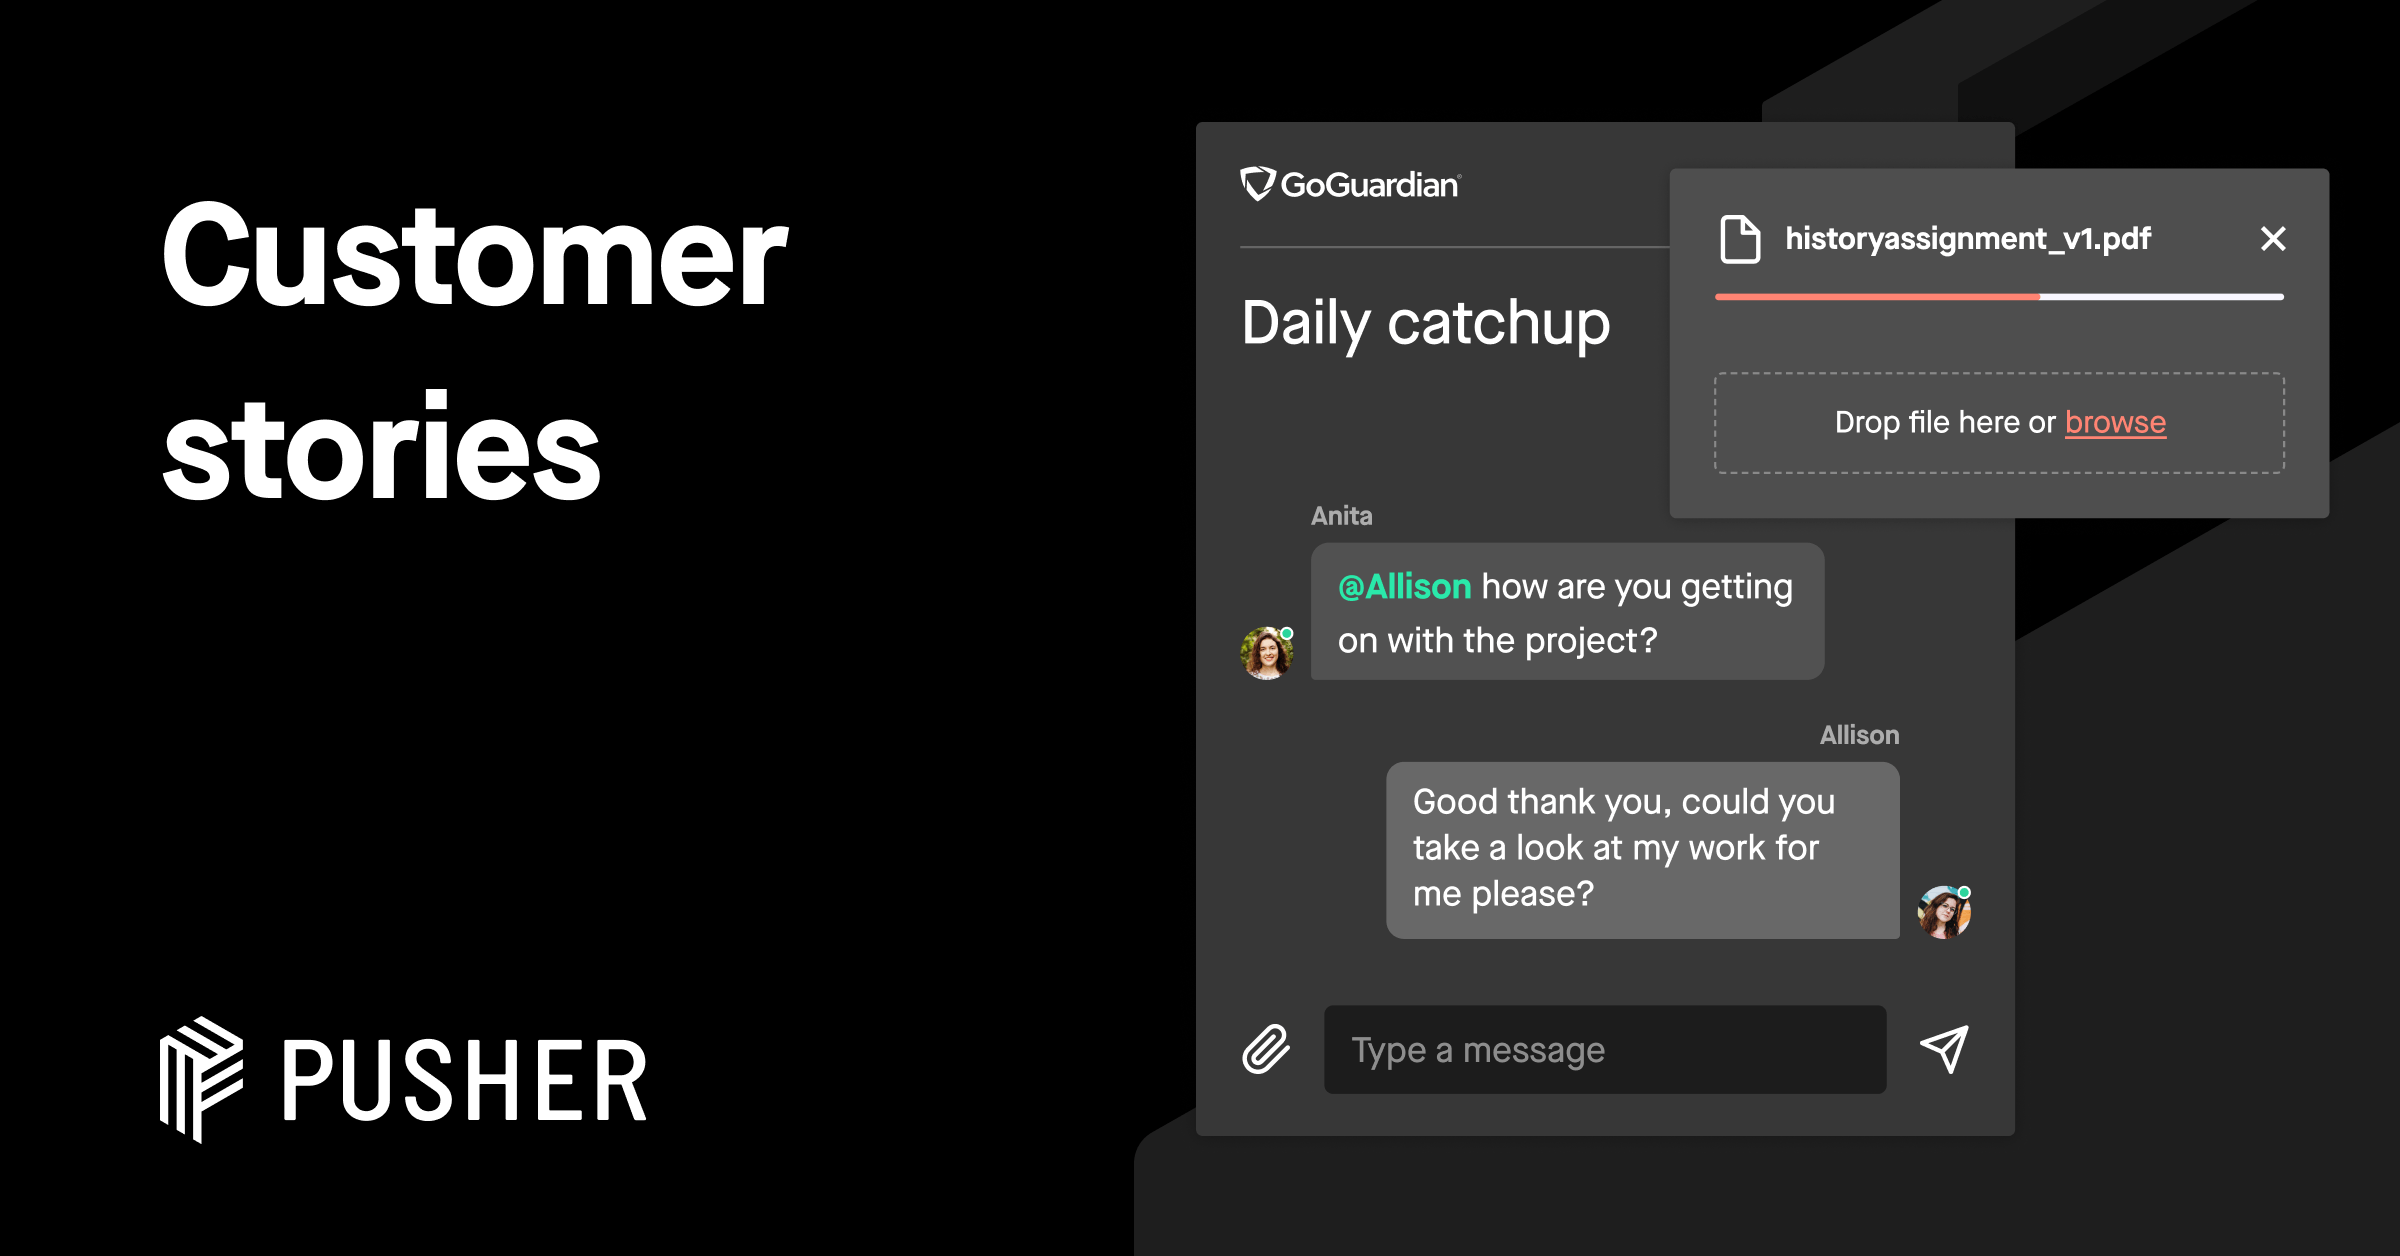 Customer
stories
PUSHER
GoGuardian®
Daily catchup
historyassignment_v1.pdf
Drop file here or browse
Anita
@Allison how are you getting
on with the project?
Allison
Good thank you, could you
take a look at my work for
me please?
Type a message